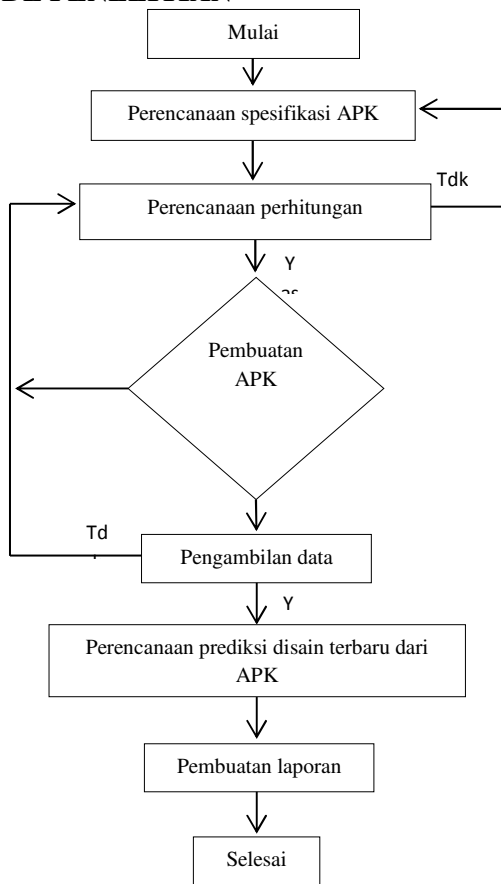 Mulai
Perencanaan spesifikasi APK
Tdk
Perencanaan perhitungan
Y
Pembuatan
APK
Td
Pengambilan data
Y
Perencanaan prediksi disain terbaru dari
APK
Pembuatan laporan
Selesai